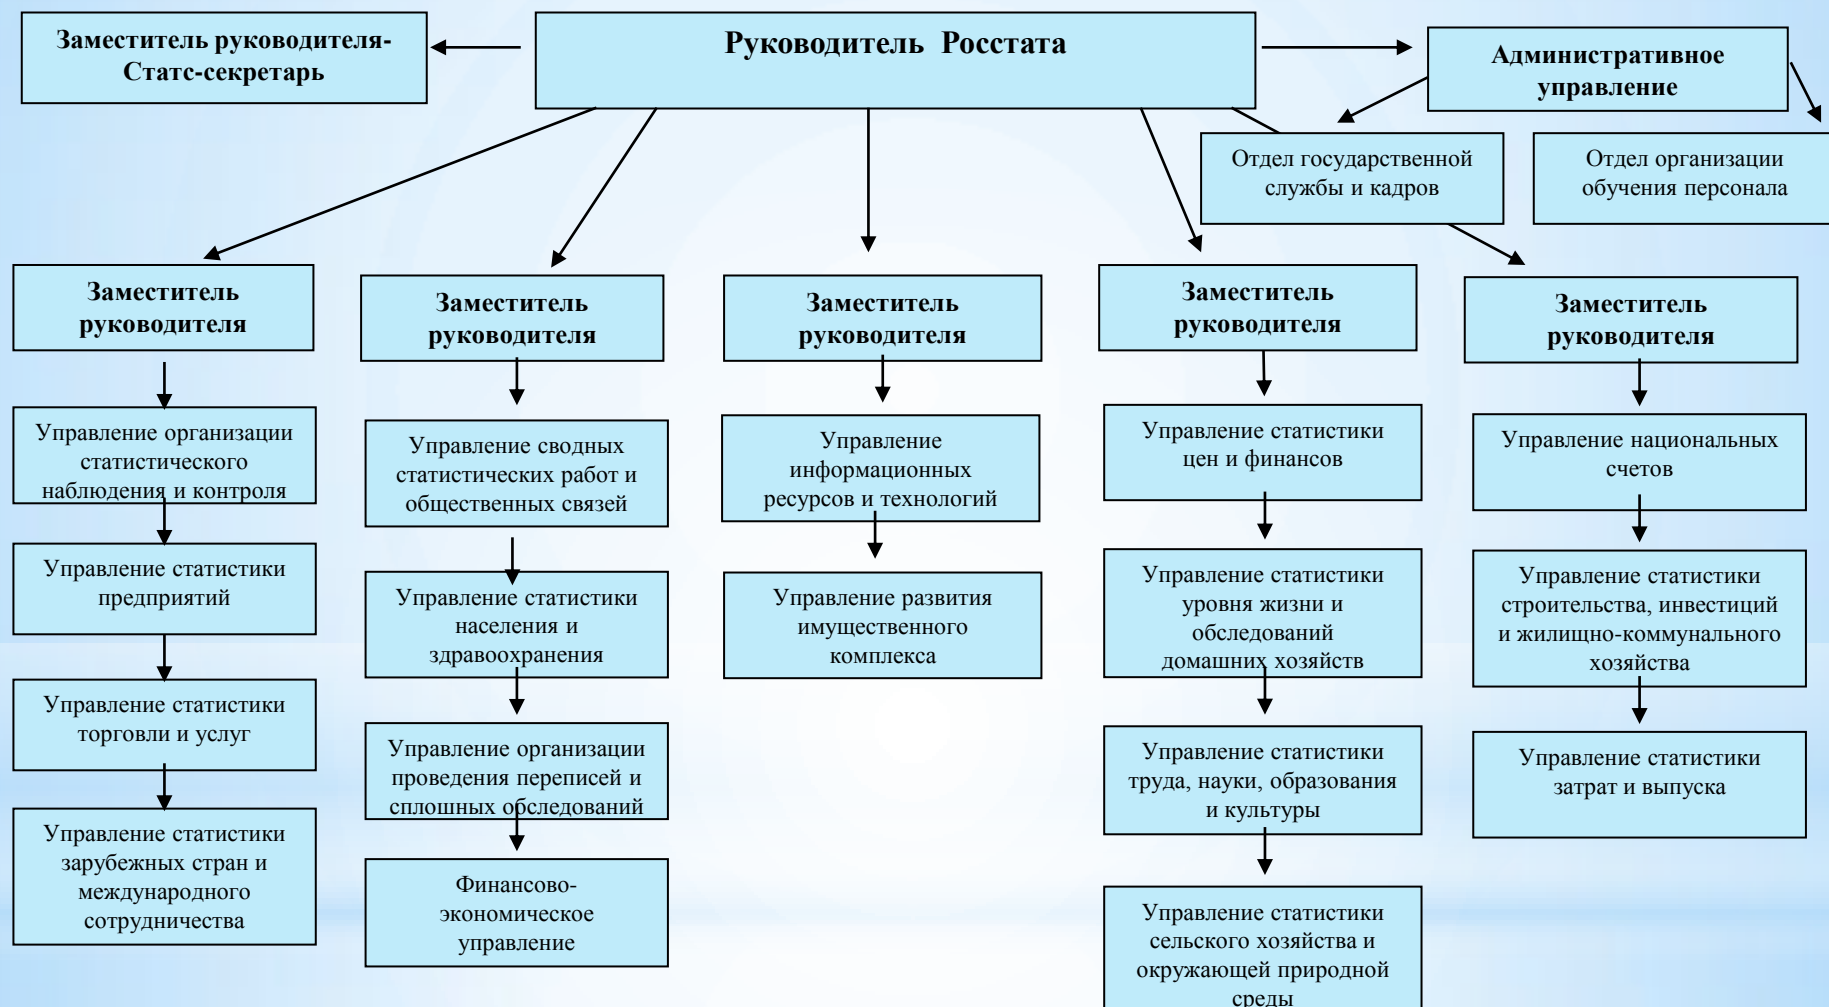 Заместитель руководителя-
Статс-секретарь
Руководитель Росстата
Административное
управление
Отдел государственной
службы и кадров
Отдел организации
обучения персонала
Заместитель
руководителя
Управление организации
статистического
наблюдения и контроля
Управление статистики
предприятий
Управление статистики
торговли и услуг
Управление статистики
зарубежных стран и
международного
сотрудничества
Заместитель
руководителя
Управление сводных
статистических работ и
общественных связей
Управление статистики
населения и
здравоохранения
Управление организации
проведения переписей и
сплошных обследований
Финансово-
экономическое
управление
Заместитель
руководителя
Управление
информационных
ресурсов и технологий
Управление развития
имущественного
комплекса
Заместитель
руководителя
Управление статистики
цен и финансов
Управление статистики
уровня жизни и
обследований
домашних хозяйств
Управление статистики
труда, науки, образования
и культуры
Управление статистики
сельского хозяйства и
окружающей природной
среды
Заместитель
руководителя
Управление национальных
счетов
Управление статистики
строительства, инвестиций
и жилищно-коммунального
хозяйства
Управление статистики
затрат и выпуска